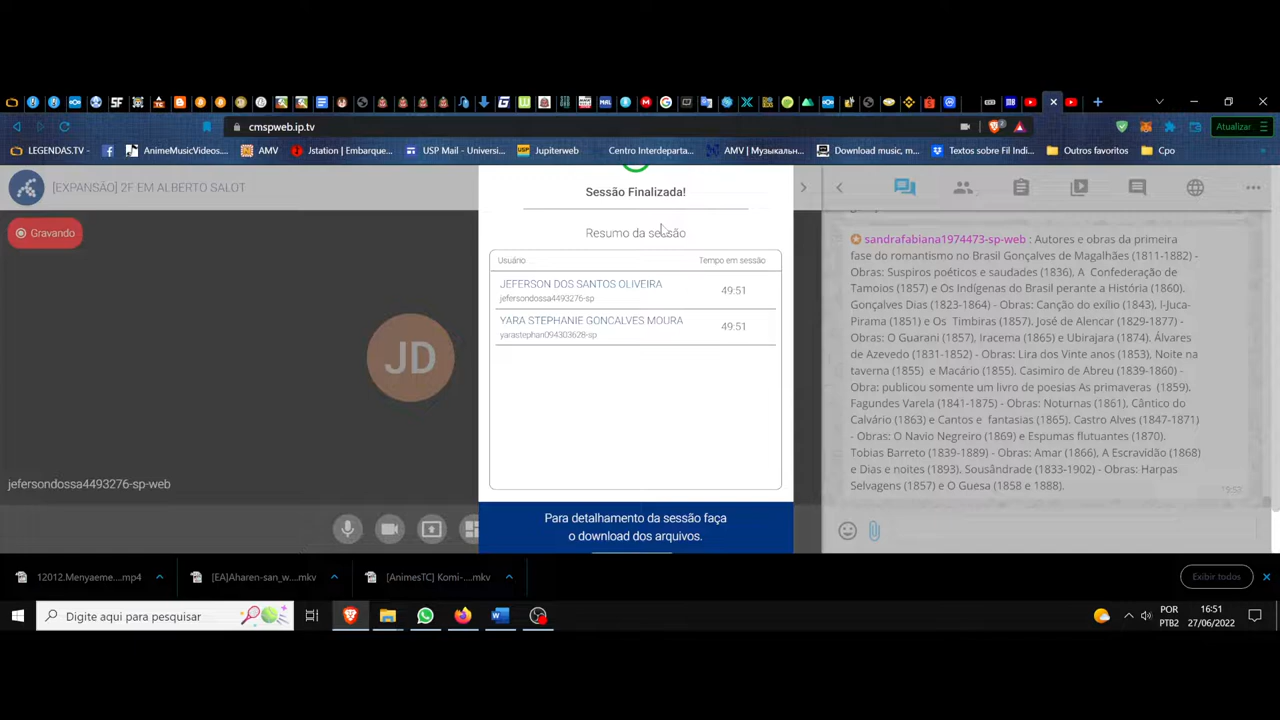 cmspweb.ip.tv
Atualizar
LEGENDAS.TV
AnimeMusicVideos...
AMV
Jstation | Embarque...
USP Mail - Universi...
Jupiterweb
Centro Interdeparta...
AMV | Музыкальн...
Download music, m...
Textos sobre Fil Indi...
Outros favoritos
Cpo
[EXPANSÃO] 2F EM ALBERTO SALOT
Gravando
JD
jefersondossa4493276-sp-web
Sessão Finalizada!
Resumo da sessão
Usuário
Tempo em sessão
JEFERSON DOS SANTOS OLIVEIRA
49:51
jefersondossa4493276-sp
YARA STEPHANIE GONCALVES MOURA
49:51
yarastephan094303628-sp
Para detalhamento da sessão faça
o download dos arquivos.
sandrafabiana1974473-sp-web : Autores e obras da primeira
fase do romantismo no Brasil Gonçalves de Magalhães (1811-1882) -
Obras: Suspiros poéticos e saudades (1836), A Confederação de
Tamoios (1857) e Os Indígenas do Brasil perante a História (1860).
Gonçalves Dias (1823-1864) - Obras: Canção do exílio (1843), I-Juca-
Pirama (1851) e Os Timbiras (1857). José de Alencar (1829-1877) -
Obras: O Guarani (1857), Iracema (1865) e Ubirajara (1874). Álvares
de Azevedo (1831-1852) - Obras: Lira dos Vinte anos (1853), Noite na
taverna (1855) e Macário (1855). Casimiro de Abreu (1839-1860) -
Obra: publicou somente um livro de poesias As primaveras (1859).
Fagundes Varela (1841-1875) - Obras: Noturnas (1861), Cântico do
Calvário (1863) e Cantos e fantasias (1865). Castro Alves (1847-1871)
- Obras: O Navio Negreiro (1869) e Espumas flutuantes (1870).
Tobias Barreto (1839-1889) - Obras: Amar (1866), A Escravidão (1868)
e Dias e noites (1893). Sousândrade (1833-1902) - Obras: Harpas
Selvagens (1857) e O Guesa (1858 e 1888).
12012.Menyaeme....mp4
[EA]Aharen-san_w....mkv
[AnimesTC] Komi-....mkv
Exibir todos
Digite aqui para pesquisar
POR
PTB2
16:51
27/06/2022